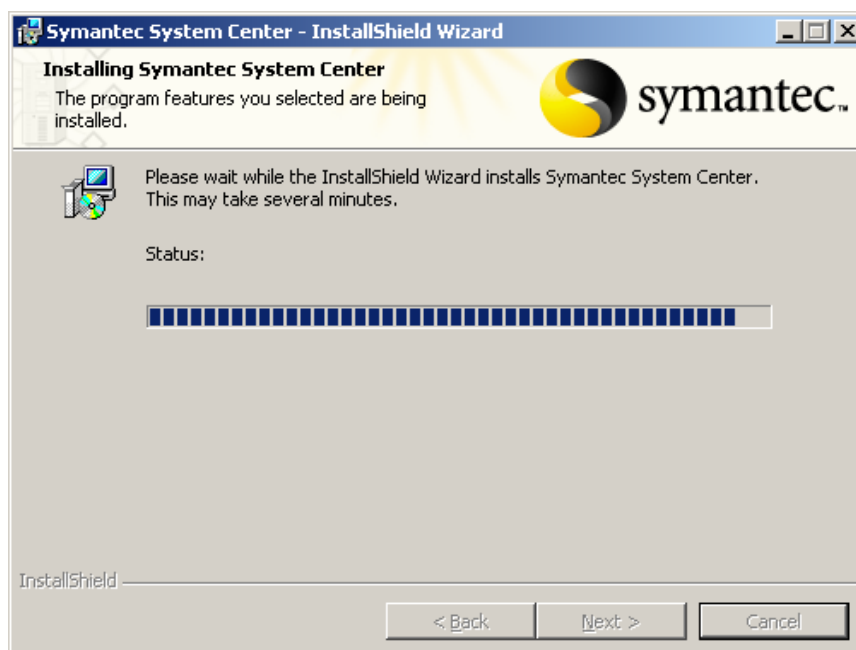 Symantec System Center - InstallShield Wizard
Installing Symantec System Center
The program features you selected are being
installed.
symantec™
Please wait while the InstallShield Wizard installs Symantec System Center.
This may take several minutes.
Status:
InstallShield
< Back
Next >
Cancel